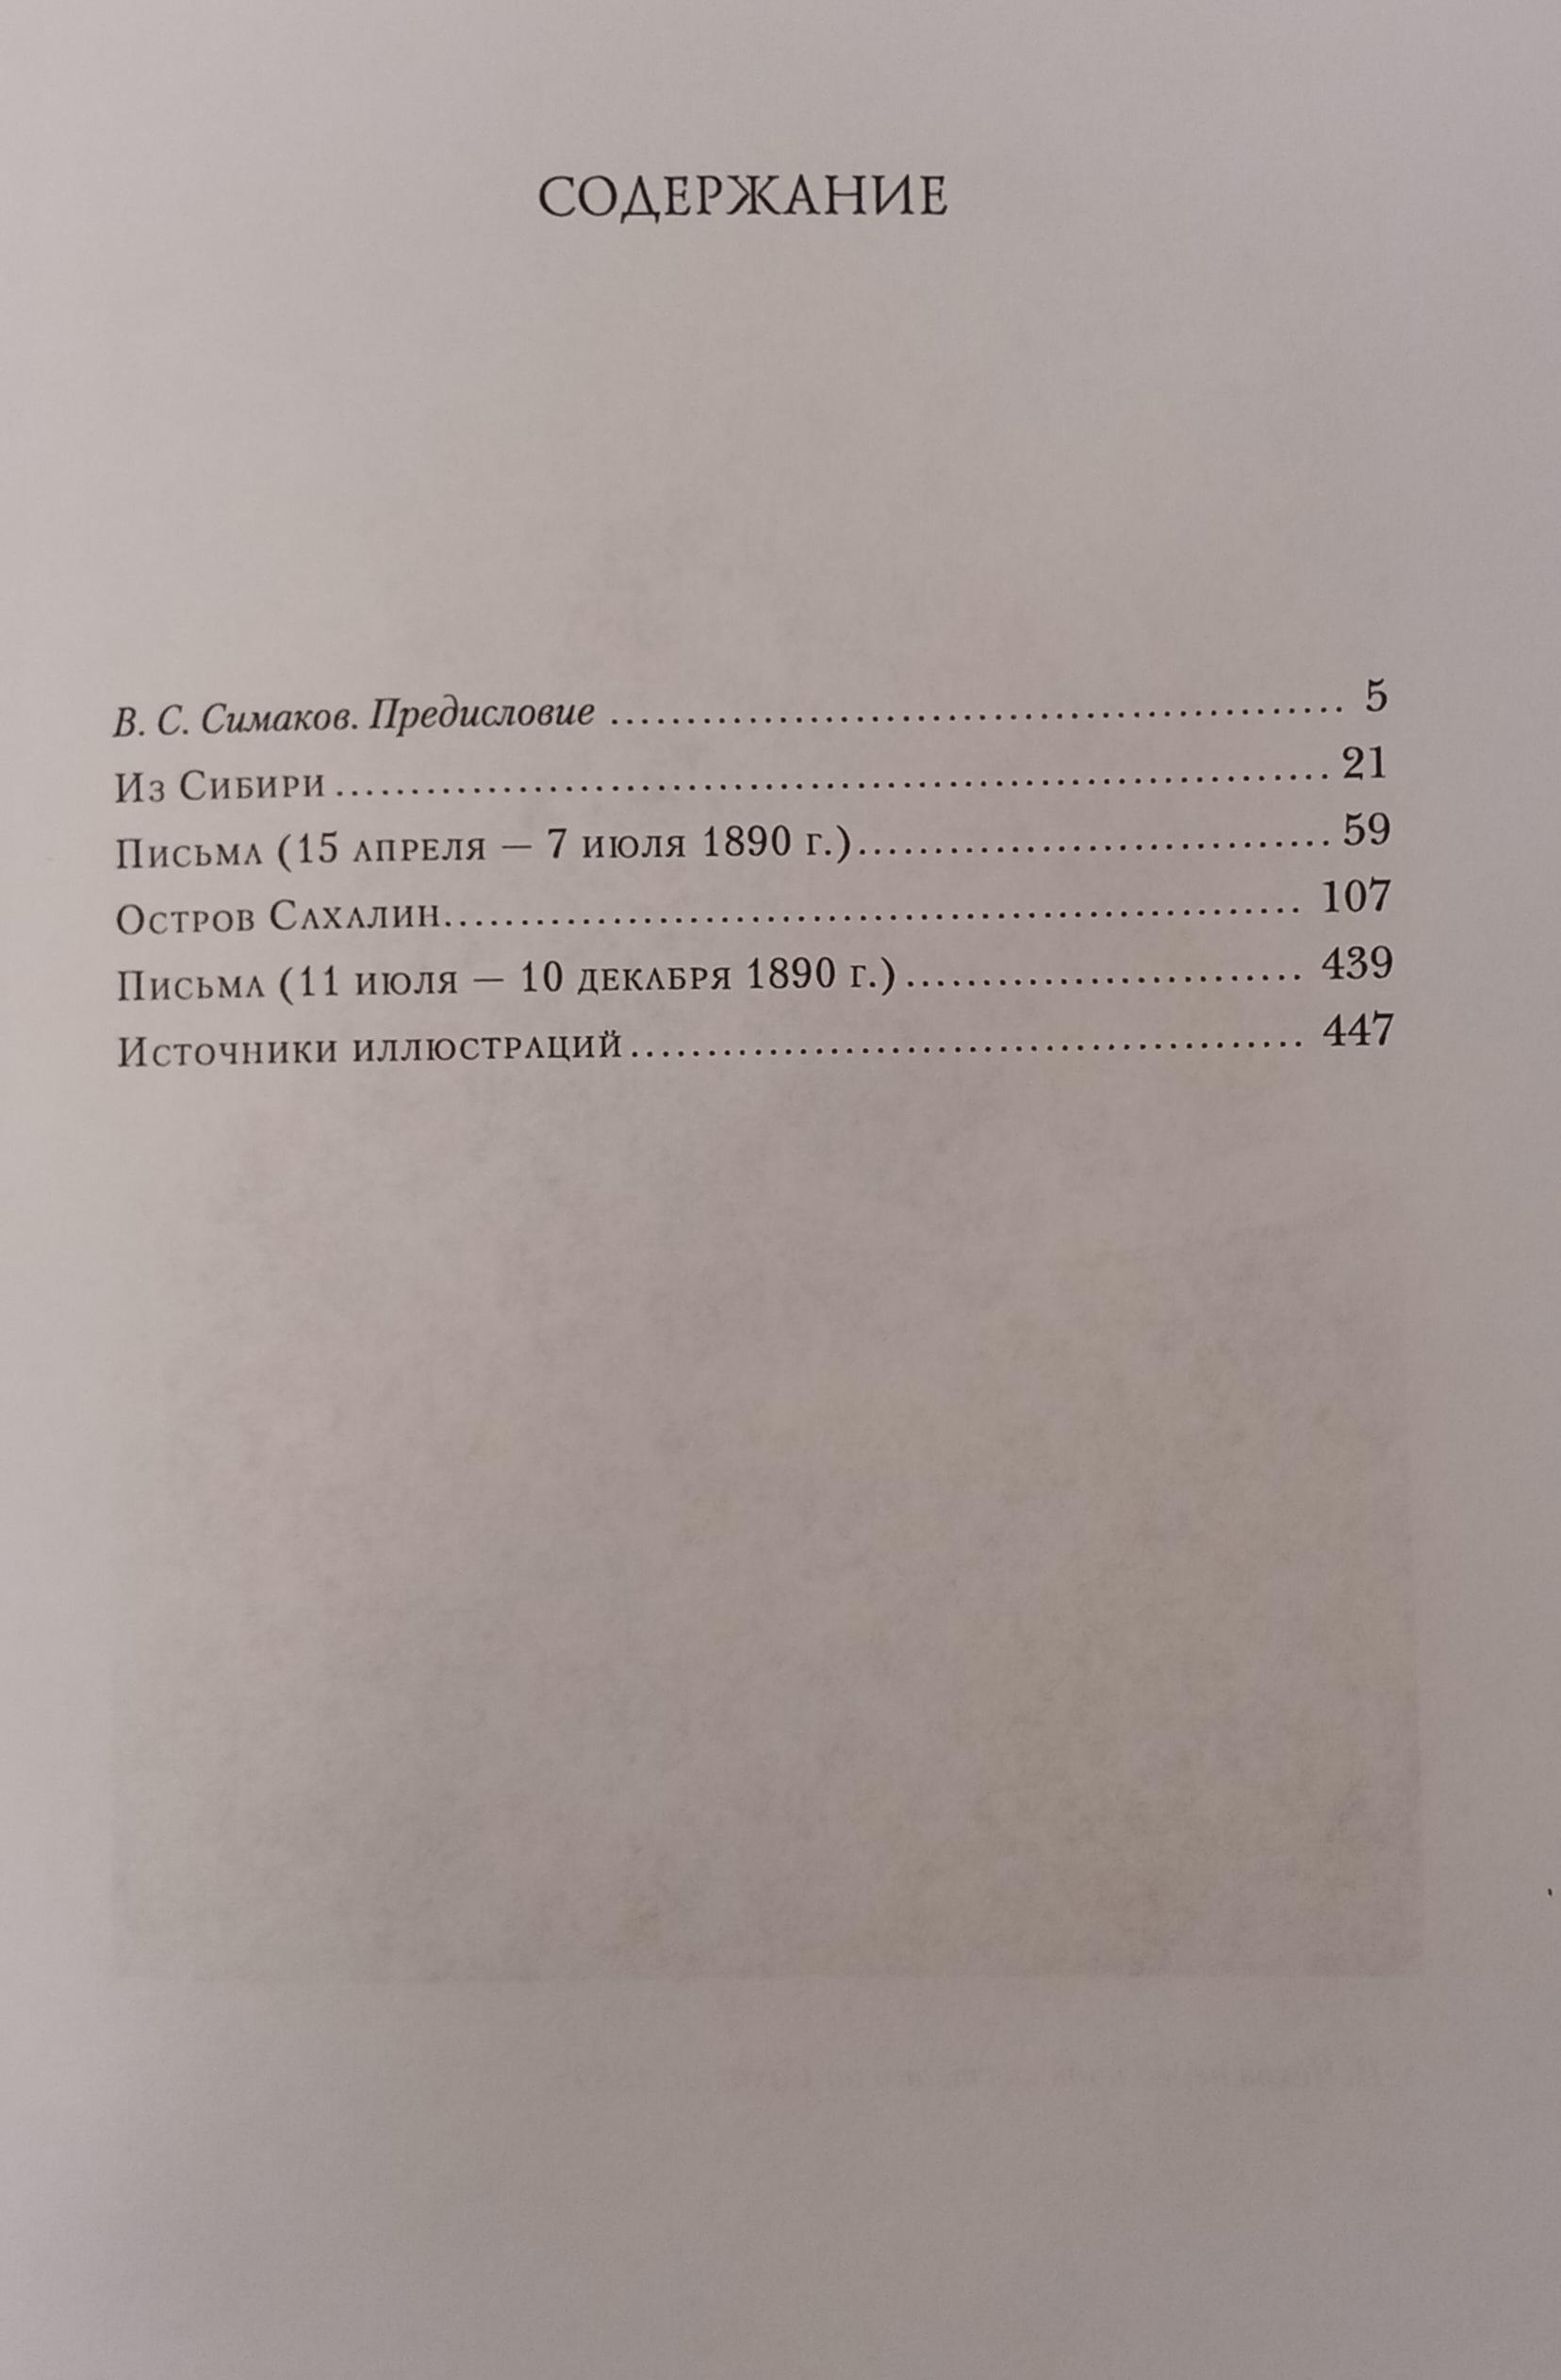 СОДЕРЖАНИЕ
В. С. Симаков. Предисловие ........................................ 5
Из Сибири ........................................ 21
Письма (15 апреля — 7 июля 1890 г.) ........................................ 59
Остров Сахалин ........................................ 107
Письма (11 июля — 10 декабря 1890 г.) ........................................ 439
Источники иллюстраций ........................................ 447